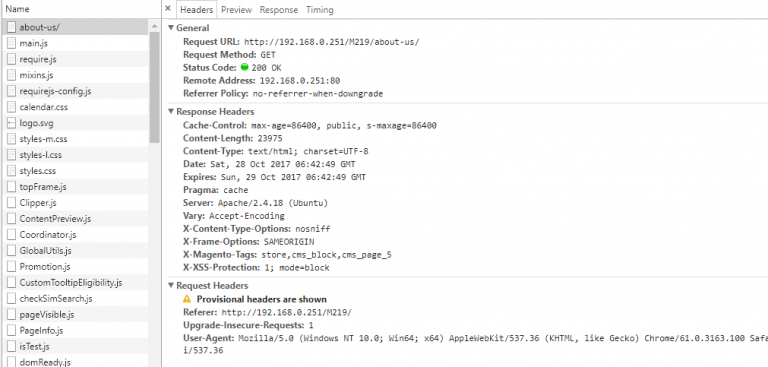 Name
about-us/
main.js
require.js
mixins.js
requirejs-config.js
calendar.css
logo.svg
styles-m.css
styles-l.css
styles.css
topFrame.js
Clipper.js
ContentPreview.js
Coordinator.js
GlobalUtils.js
Promotion.js
CustomTooltipEligibility.js
checkSimSearch.js
pageVisible.js
PageInfo.js
isTest.js
domReady.js
× Headers Preview Response Timing
▼ General
Request URL: http://192.168.0.251/M219/about-us/
Request Method: GET
Status Code: 200 OK
Remote Address: 192.168.0.251:80
Referrer Policy: no-referrer-when-downgrade
▼ Response Headers
Cache-Control: max-age=86400, public, s-maxage=86400
Content-Length: 23975
Content-Type: text/html; charset=UTF-8
Date: Sat, 28 Oct 2017 06:42:49 GMT
Expires: Sun, 29 Oct 2017 06:42:49 GMT
Pragma: cache
Server: Apache/2.4.18 (Ubuntu)
Vary: Accept-Encoding
X-Content-Type-Options: nosniff
X-Frame-Options: SAMEORIGIN
X-Magento-Tags: store,cms_block,cms_page_5
X-XSS-Protection: 1; mode=block
▼ Request Headers
Provisional headers are shown
Referer: http://192.168.0.251/M219/
Upgrade-Insecure-Requests: 1
User-Agent: Mozilla/5.0 (Windows NT 10.0; Win64; x64) AppleWebKit/537.36 (KHTML, like Gecko) Chrome/61.0.3163.100 Safa
i/537.36